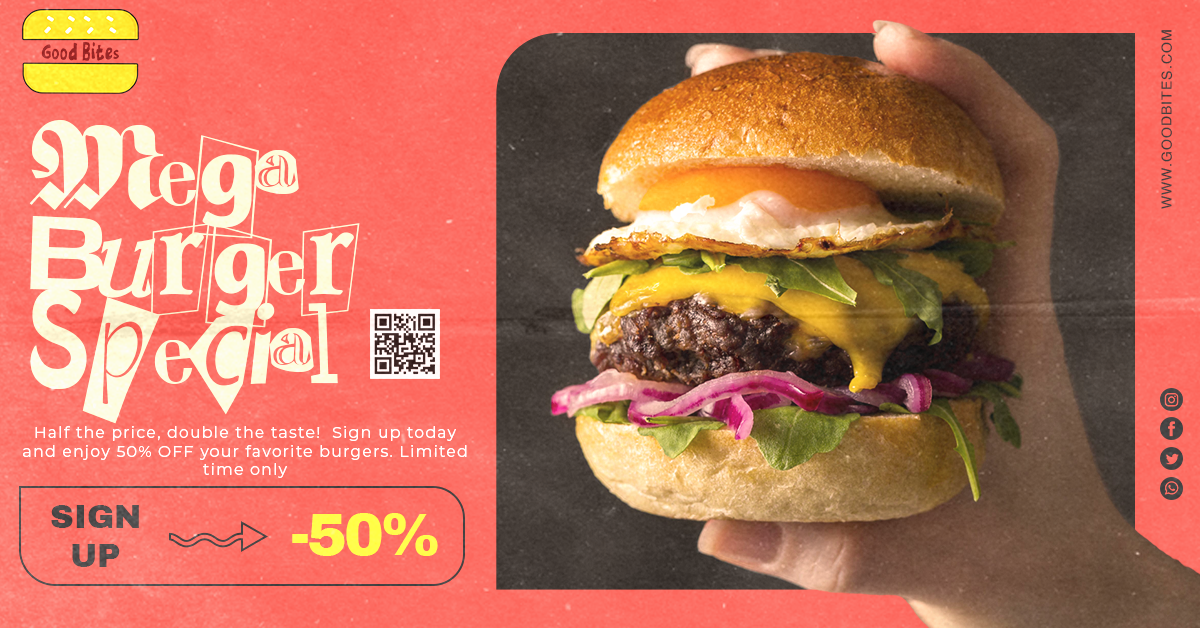 Good Bites
Mega
Burger
Special
Half the price, double the taste!  Sign up today
and enjoy 50% OFF your favorite burgers. Limited
time only
SIGN
UP
-50%
WWW.GOODBITES.COM